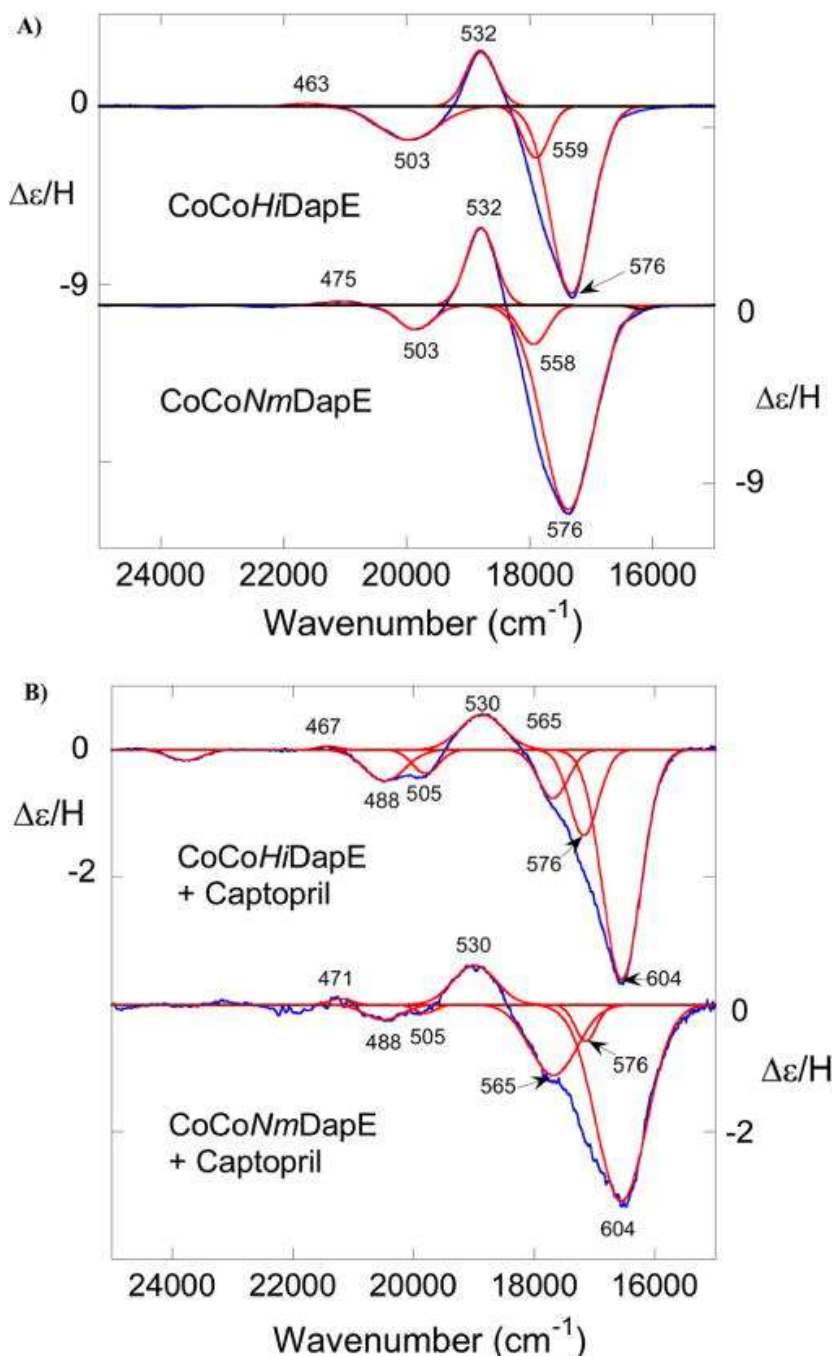 A)
532
463
0
503
559
Δε/H
CoCoHiDapE
532
576
475
-9
0
503
558
CoCoNmDapE
Δε/H
-9
576
24000 22000 20000 18000 16000
Wavenumber (cm⁻¹)
B)
530
467
565
0
488
505
Δε/H
576
CoCoHiDapE
-2
+ Captopril
530
604
471
0
488
505
576
565
Δε/H
CoCoNmDapE
-2
+ Captopril
604
24000 22000 20000 18000 16000
Wavenumber (cm⁻¹)